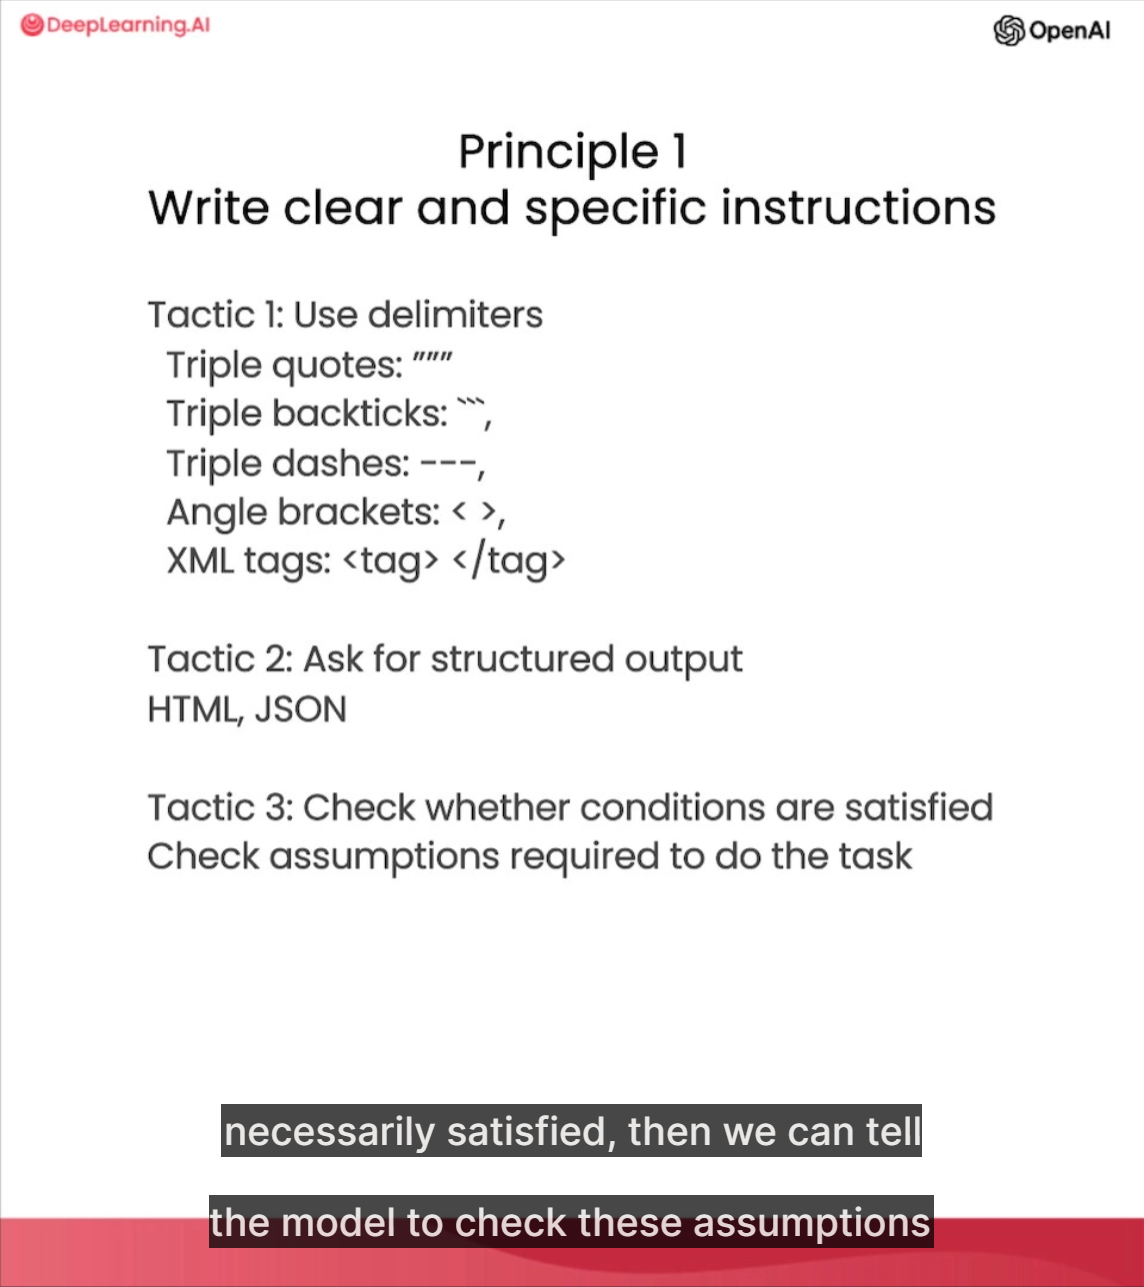 DeepLearning.AI
OpenAI
Principle 1
Write clear and specific instructions
Tactic 1: Use delimiters
Triple quotes: """
Triple backticks: ```,
Triple dashes: ---,
Angle brackets: < >,
XML tags: <tag> </tag>
Tactic 2: Ask for structured output
HTML, JSON
Tactic 3: Check whether conditions are satisfied
Check assumptions required to do the task
necessarily satisfied, then we can tell
the model to check these assumptions